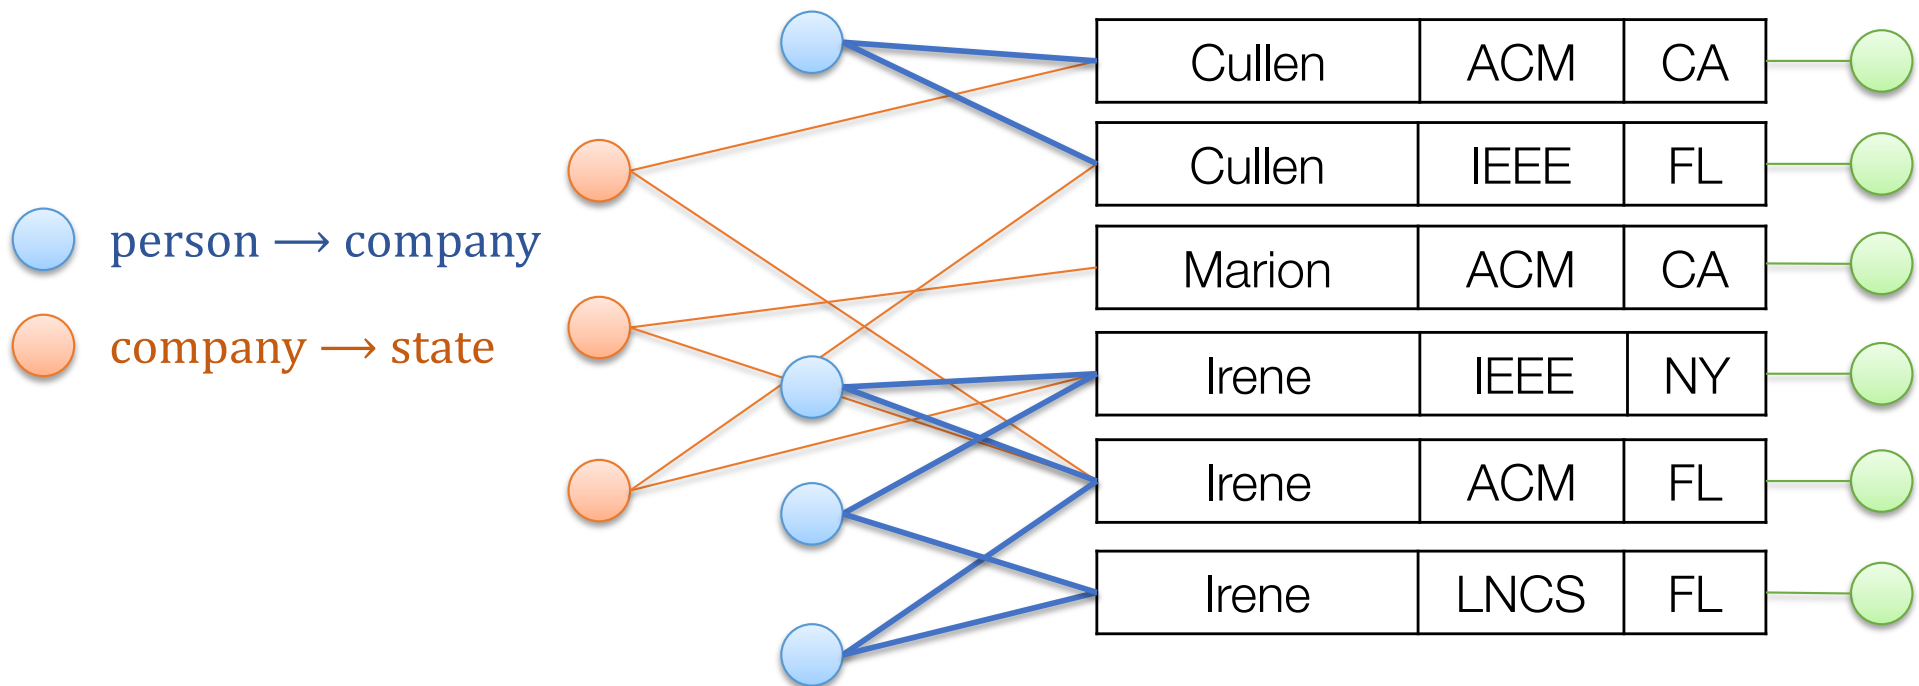 person ⟶ company
company ⟶ state
Cullen ACM CA
Cullen IEEE FL
Marion ACM CA
Irene IEEE NY
Irene ACM FL
Irene LNCS FL